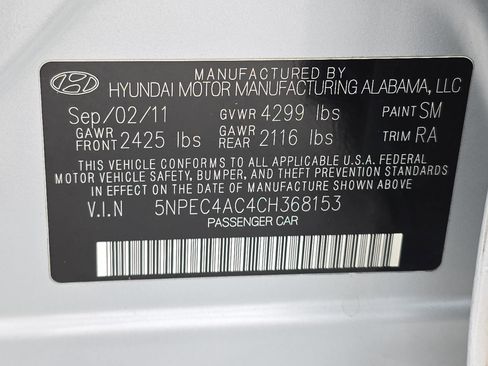 MANUFACTURED BY
HYUNDAI MOTOR MANUFACTURING ALABAMA, LLC
Sep/02/11 GVWR 4299 lbs PAINT SM
GAWR FRONT 2425 lbs GAWR REAR 2116 lbs TRIM RA
THIS VEHICLE CONFORMS TO ALL APPLICABLE U.S.A. FEDERAL
MOTOR VEHICLE SAFETY, BUMPER, AND THEFT PREVENTION STANDARDS
IN EFFECT ON THE DATE OF MANUFACTURE SHOWN ABOVE.
V.I.N 5NPEC4AC4CH368153
PASSENGER CAR